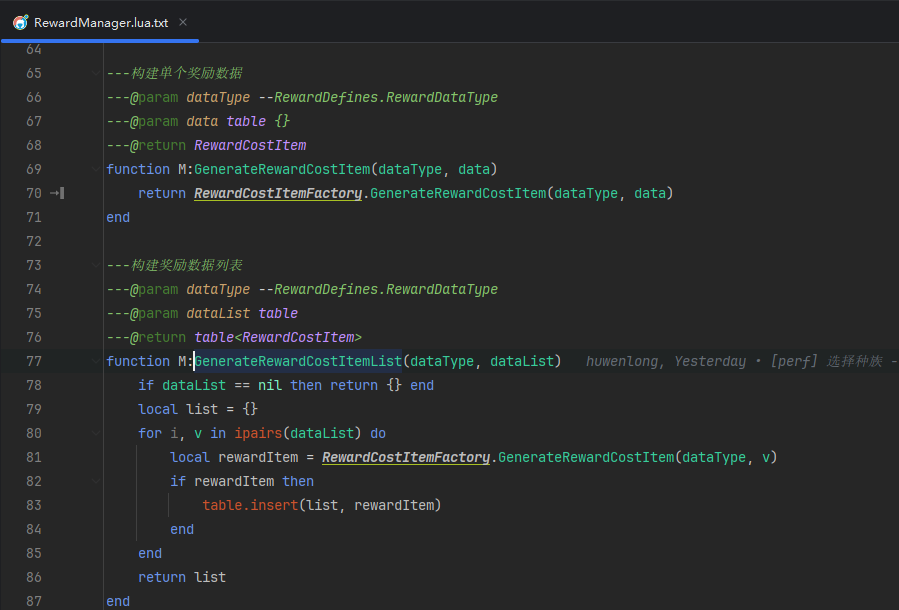 RewardManager.lua.txt
64
65 ---构建单个奖励数据
66 ---@param dataType --RewardDefines.RewardDataType
67 ---@param data table {}
68 ---@return RewardCostItem
69 function M:GenerateRewardCostItem(dataType, data)
70 return RewardCostItemFactory.GenerateRewardCostItem(dataType, data)
71 end
72
73 ---构建奖励数据列表
74 ---@param dataType --RewardDefines.RewardDataType
75 ---@param dataList table
76 ---@return table<RewardCostItem>
77 function M:GenerateRewardCostItemList(dataType, dataList) huwenlong, Yesterday • [perf] 选择种族 -
78 if dataList == nil then return {} end
79 local list = {}
80 for i, v in ipairs(dataList) do
81 local rewardItem = RewardCostItemFactory.GenerateRewardCostItem(dataType, v)
82 if rewardItem then
83 table.insert(list, rewardItem)
84 end
85 end
86 return list
87 end